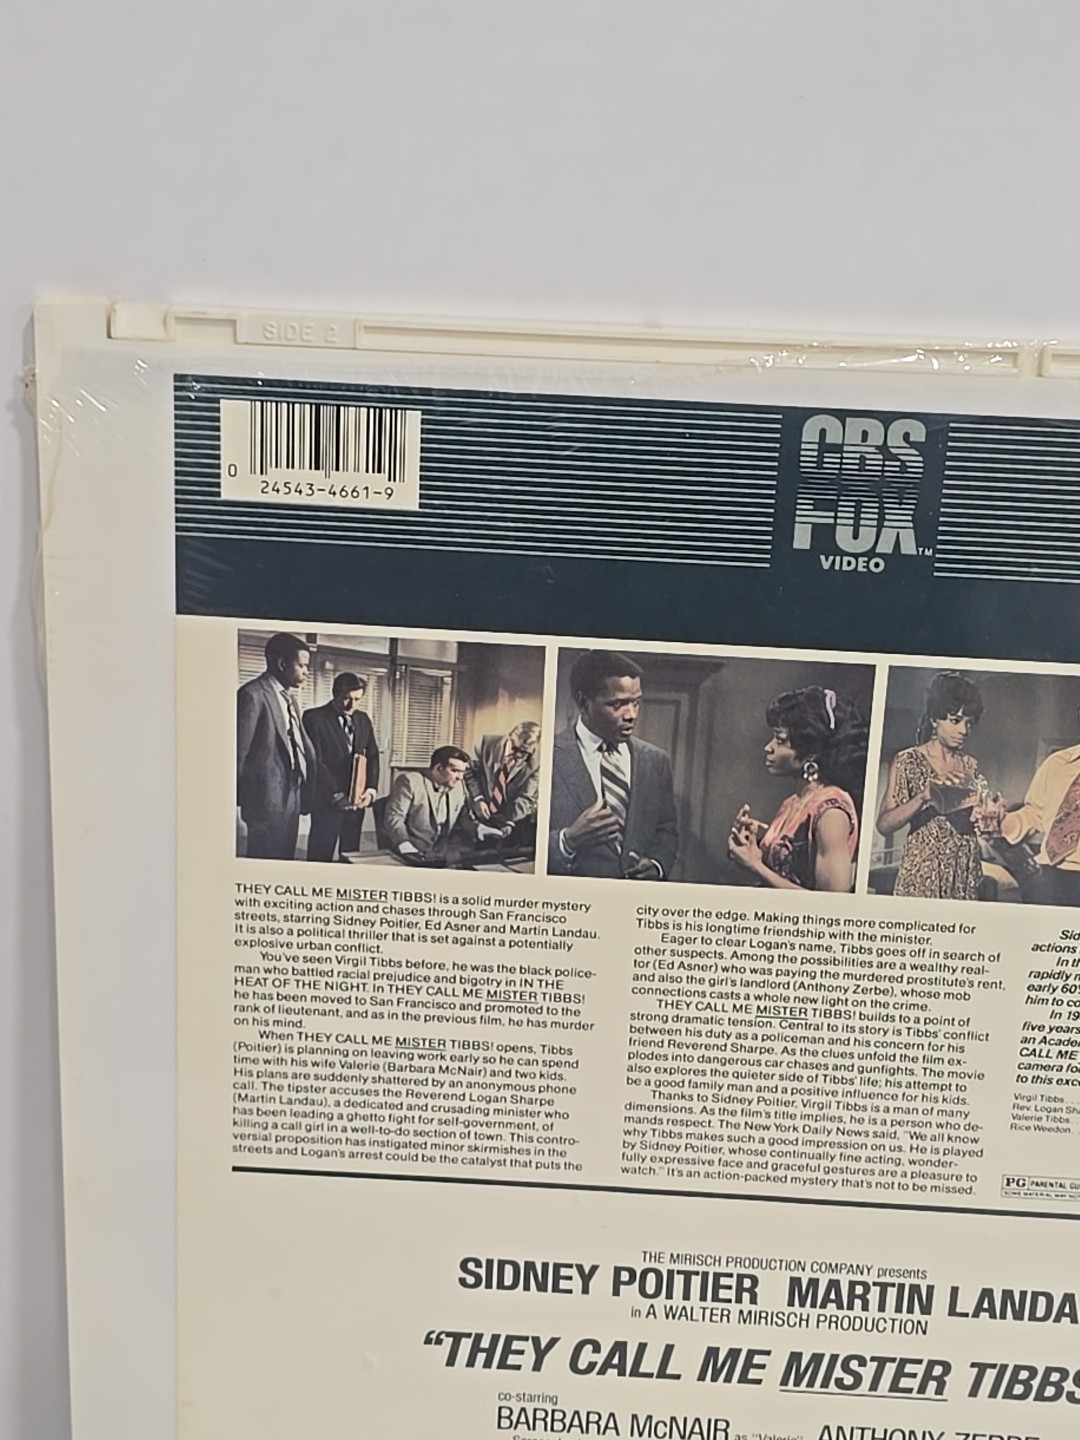 SIDE 2
0
24543-4661-9
CBS
FOX
TM
VIDEO
THEY CALL ME MISTER TIBBS! is a solid murder mystery
with exciting action and chases through San Francisco
streets, starring Sidney Poitier, Ed Asner and Martin Landau.
It is also a political thriller that is set against a potentially
explosive urban conflict.
You've seen Virgil Tibbs before, he was the black police-
man who battled racial prejudice and bigotry in IN THE
HEAT OF THE NIGHT. In THEY CALL ME MISTER TIBBS!
he has been moved to San Francisco and promoted to the
rank of lieutenant, and as in the previous film, he has murder
on his mind.
When THEY CALL ME MISTER TIBBS! opens, Tibbs
(Poitier) is planning on leaving work early so he can spend
time with his wife Valerie (Barbara McNair) and two kids.
His plans are suddenly shattered by an anonymous phone
call. The tipster accuses the Reverend Logan Sharpe
(Martin Landau), a dedicated and crusading minister who
has been leading a ghetto fight for self-government, of
killing a call girl in a well-to-do section of town. This contro-
versial proposition has instigated minor skirmishes in the
streets and Logan's arrest could be the catalyst that puts the
city over the edge. Making things more complicated for
Tibbs is his longtime friendship with the minister.
Eager to clear Logan's name, Tibbs goes off in search of
other suspects. Among the possibilities are a wealthy real-
tor (Ed Asner) who was paying the murdered prostitute's rent,
and also the girl's landlord (Anthony Zerbe), whose mob
connections casts a whole new light on the crime.
THEY CALL ME MISTER TIBBS! builds to a point of
strong dramatic tension. Central to its story is Tibbs' conflict
between his duty as a policeman and his concern for his
friend Reverend Sharpe. As the clues unfold the film ex-
plodes into dangerous car chases and gunfights. The movie
also explores the quieter side of Tibbs' life; his attempt to
be a good family man and a positive influence for his kids.
Thanks to Sidney Poitier, Virgil Tibbs is a man of many
dimensions. As the film's title implies, he is a person who de-
mands respect. The New York Daily News said, "We all know
why Tibbs makes such a good impression on us. He is played
by Sidney Poitier, whose continually fine acting, wonder-
fully expressive face and graceful gestures are a pleasure to
watch." It's an action-packed mystery that's not to be missed.
Sid
actions
In th
rapidly m
early 60'
him to co
In 19
five years
an Acade
CALL ME
camera fo
to this exc
Virgil Tibbs
Rev. Logan Sha
Valerie Tibbs
Rice Weedon
PG PARENTAL GU
SOME MATERIAL MAY NO
THE MIRISCH PRODUCTION COMPANY presents
SIDNEY POITIER MARTIN LANDA
in A WALTER MIRISCH PRODUCTION
"THEY CALL ME MISTER TIBBS
co-starring
BARBARA McNAIR as "Valerie" ANTHONY ZERBE